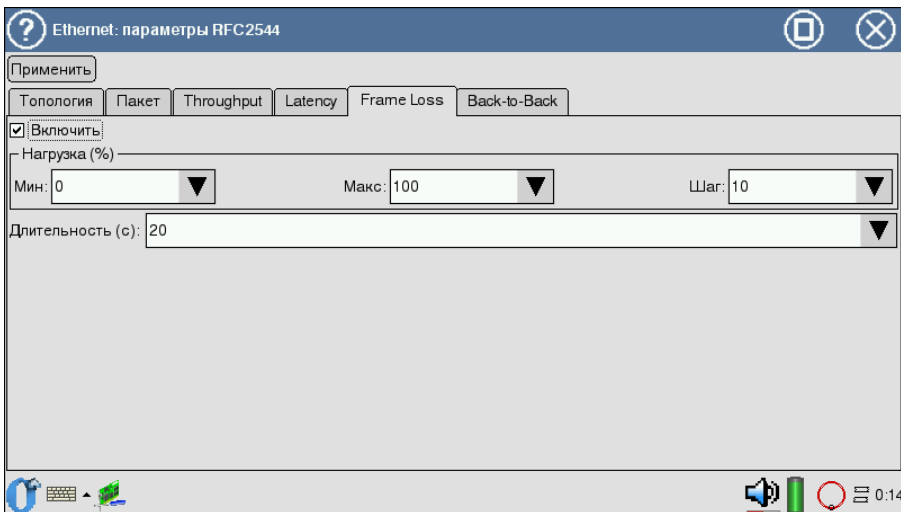 Ethernet: параметры RFC2544
Применить
Топология Пакет Throughput Latency Frame Loss Back-to-Back
Включить
Нагрузка (%)
Мин: 0 Макс: 100 Шаг: 10
Длительность (с): 20
0:14